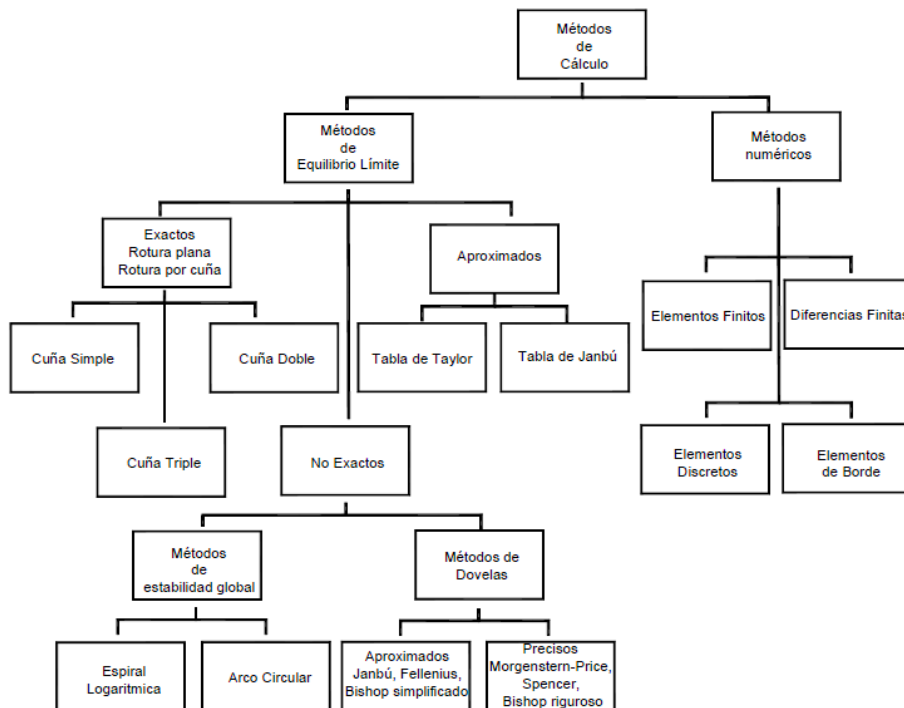 Métodos
de
Cálculo
Métodos
de
Equilibrio Límite
Métodos
numéricos
Exactos
Rotura plana
Rotura por cuña
Aproximados
Elementos Finitos
Diferencias Finitas
Cuña Simple
Cuña Doble
Tabla de Taylor
Tabla de Janbú
Cuña Triple
No Exactos
Elementos
Discretos
Elementos
de Borde
Métodos
de
estabilidad global
Métodos de
Dovelas
Espiral
Logaritmica
Arco Circular
Aproximados
Janbú, Fellenius,
Bishop simplificado
Precisos
Morgenstern-Price,
Spencer,
Bishop riguroso